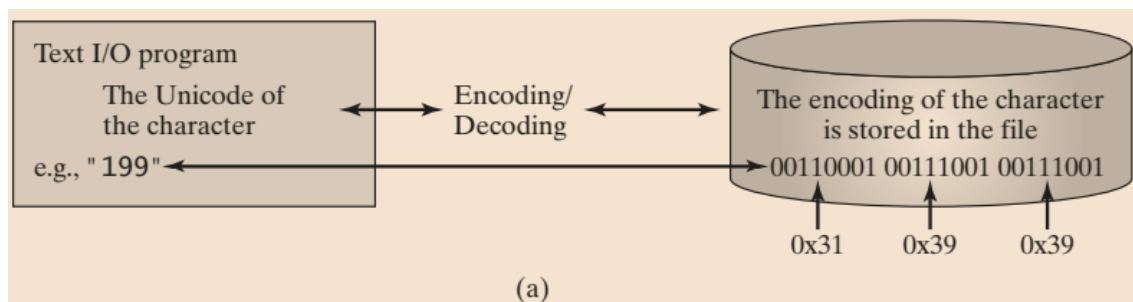 Text I/O program
The Unicode of
the character
e.g., "199"
Encoding/
Decoding
The encoding of the character
is stored in the file
00110001 00111001 00111001
0x31 0x39 0x39
(a)